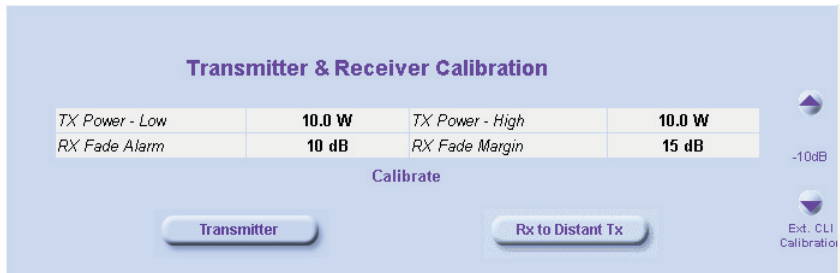 Transmitter & Receiver Calibration
TX Power - Low 10.0 W TX Power - High 10.0 W
RX Fade Alarm 10 dB RX Fade Margin 15 dB
-10dB
Calibrate
Transmitter Rx to Distant Tx
Ext. CLI
Calibration